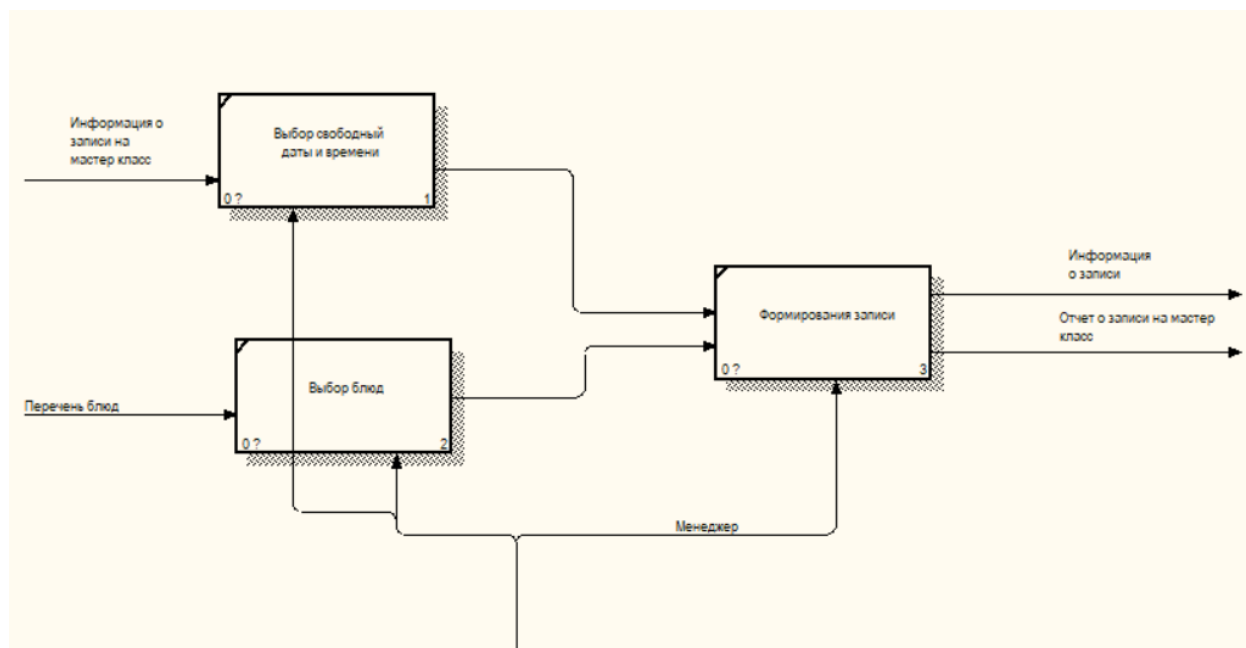 Информация о
записи на
мастер класс
Выбор свободный
даты и времени
0 ?
1
Информация
о записи
Формирования записи
Отчет о записи на мастер
класс
0 ?
3
Перечень блюд
Выбор блюд
0 ?
2
Менеджер